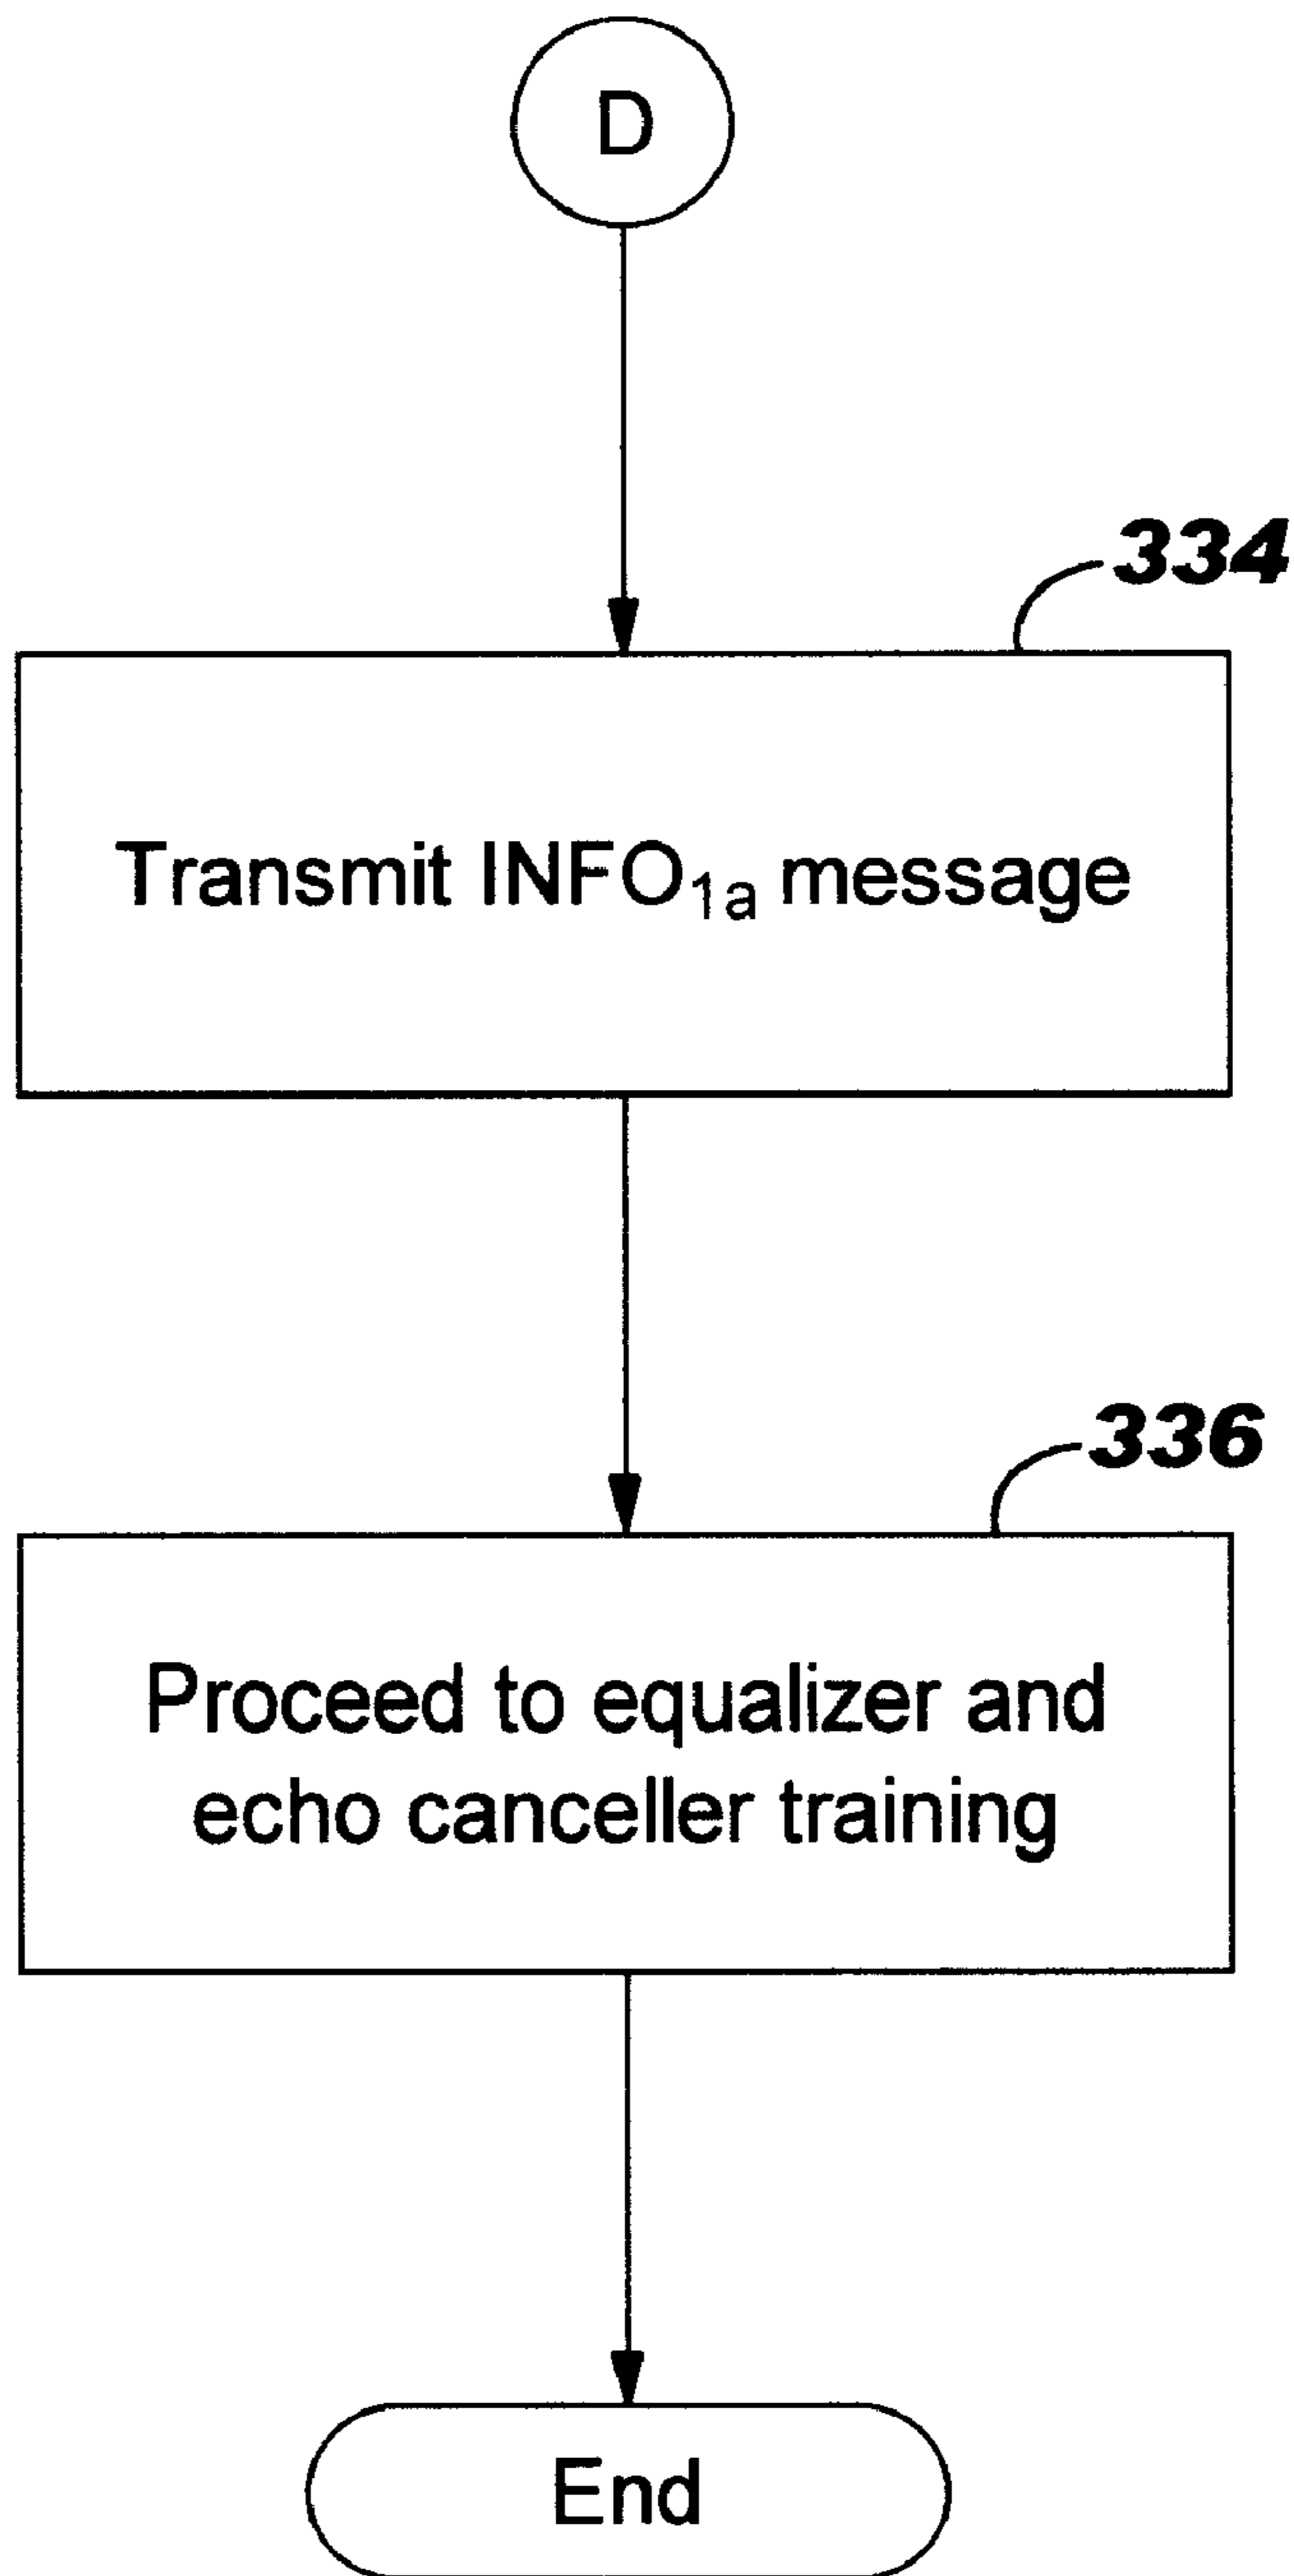 D
334
Transmit INFO₁ₐ message
336
Proceed to equalizer and
echo canceller training
End